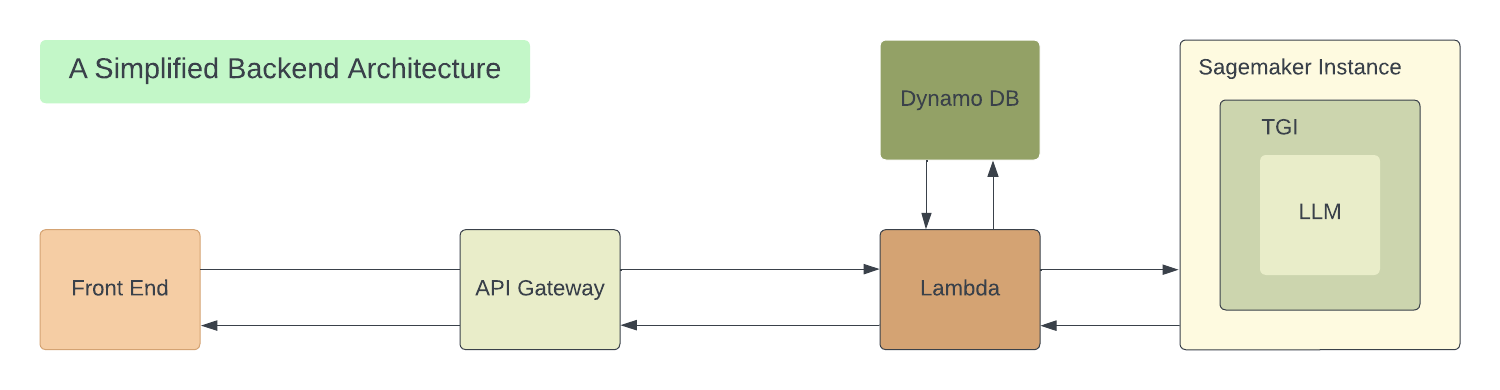 A Simplified Backend Architecture
Dynamo DB
Sagemaker Instance
TGI
LLM
Front End
API Gateway
Lambda